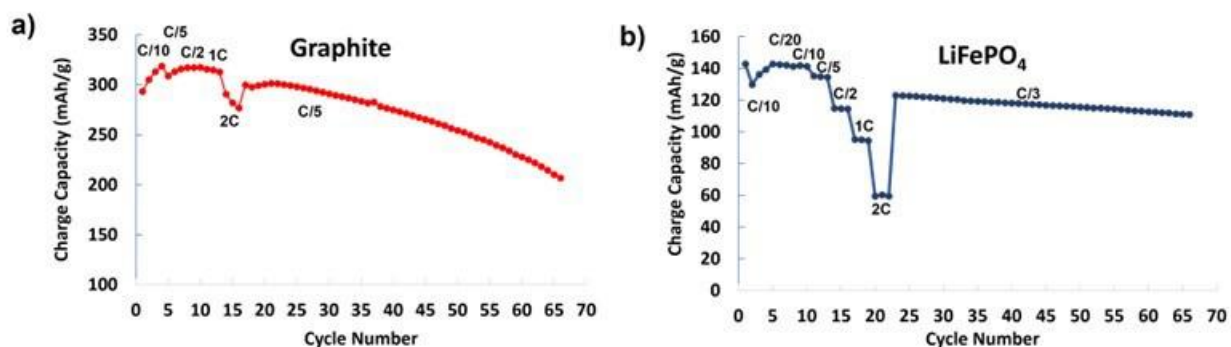 a)
Graphite
Charge Capacity (mAh/g)
350
300
250
200
150
100
C/10
C/5
C/2
1C
2C
C/5
0 5 10 15 20 25 30 35 40 45 50 55 60 65 70
Cycle Number
b)
LiFePO4
Charge Capacity (mAh/g)
160
140
120
100
80
60
40
20
0
C/10
C/20
C/10
C/5
C/2
1C
2C
C/3
0 5 10 15 20 25 30 35 40 45 50 55 60 65 70
Cycle Number